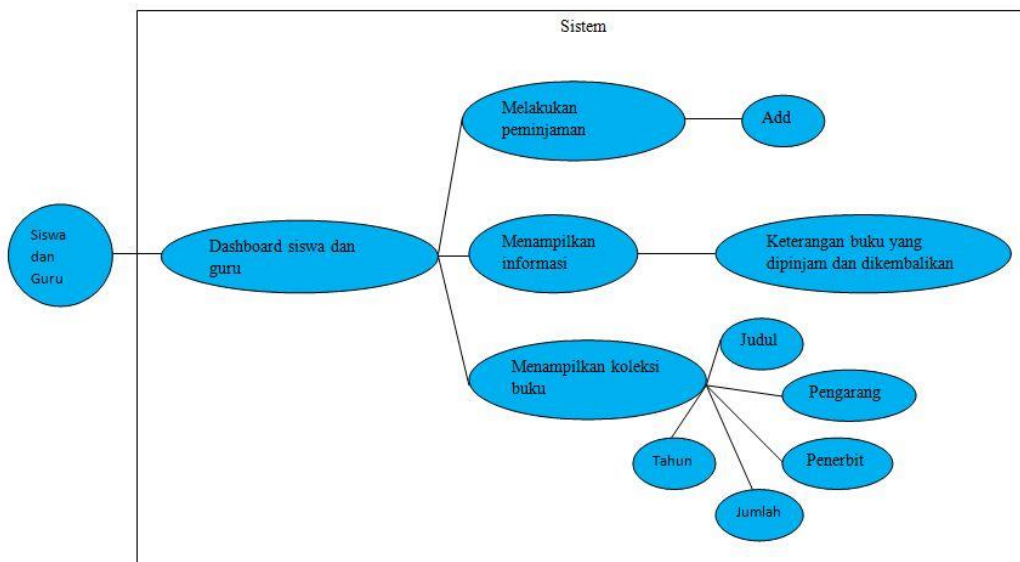 Sistem
Melakukan
peminjaman
Add
Siswa
dan
Guru
Dashboard siswa dan
guru
Menampilkan
informasi
Keterangan buku yang
dipinjam dan dikembalikan
Menampilkan koleksi
buku
Judul
Pengarang
Penerbit
Tahun
Jumlah